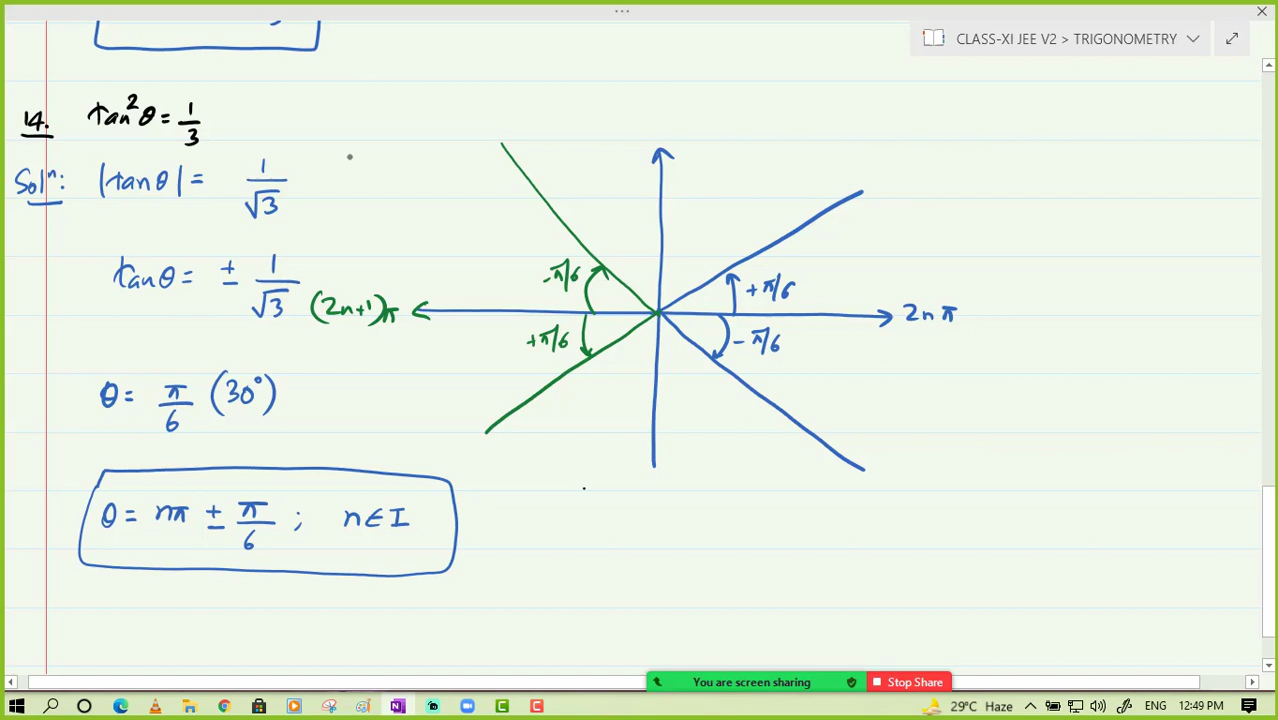 CLASS-XI JEE V2 > TRIGONOMETRY
14. tan²θ = 1/3
Solⁿ: |tanθ| = 1/√3
tanθ = ± 1/√3
θ = π/6 (30°)
θ = nπ ± π/6 ; n∈I
-π/6
+π/6
(2n+1)π
2nπ
+π/6
-π/6
You are screen sharing
Stop Share
29°C Haze
ENG
12:49 PM